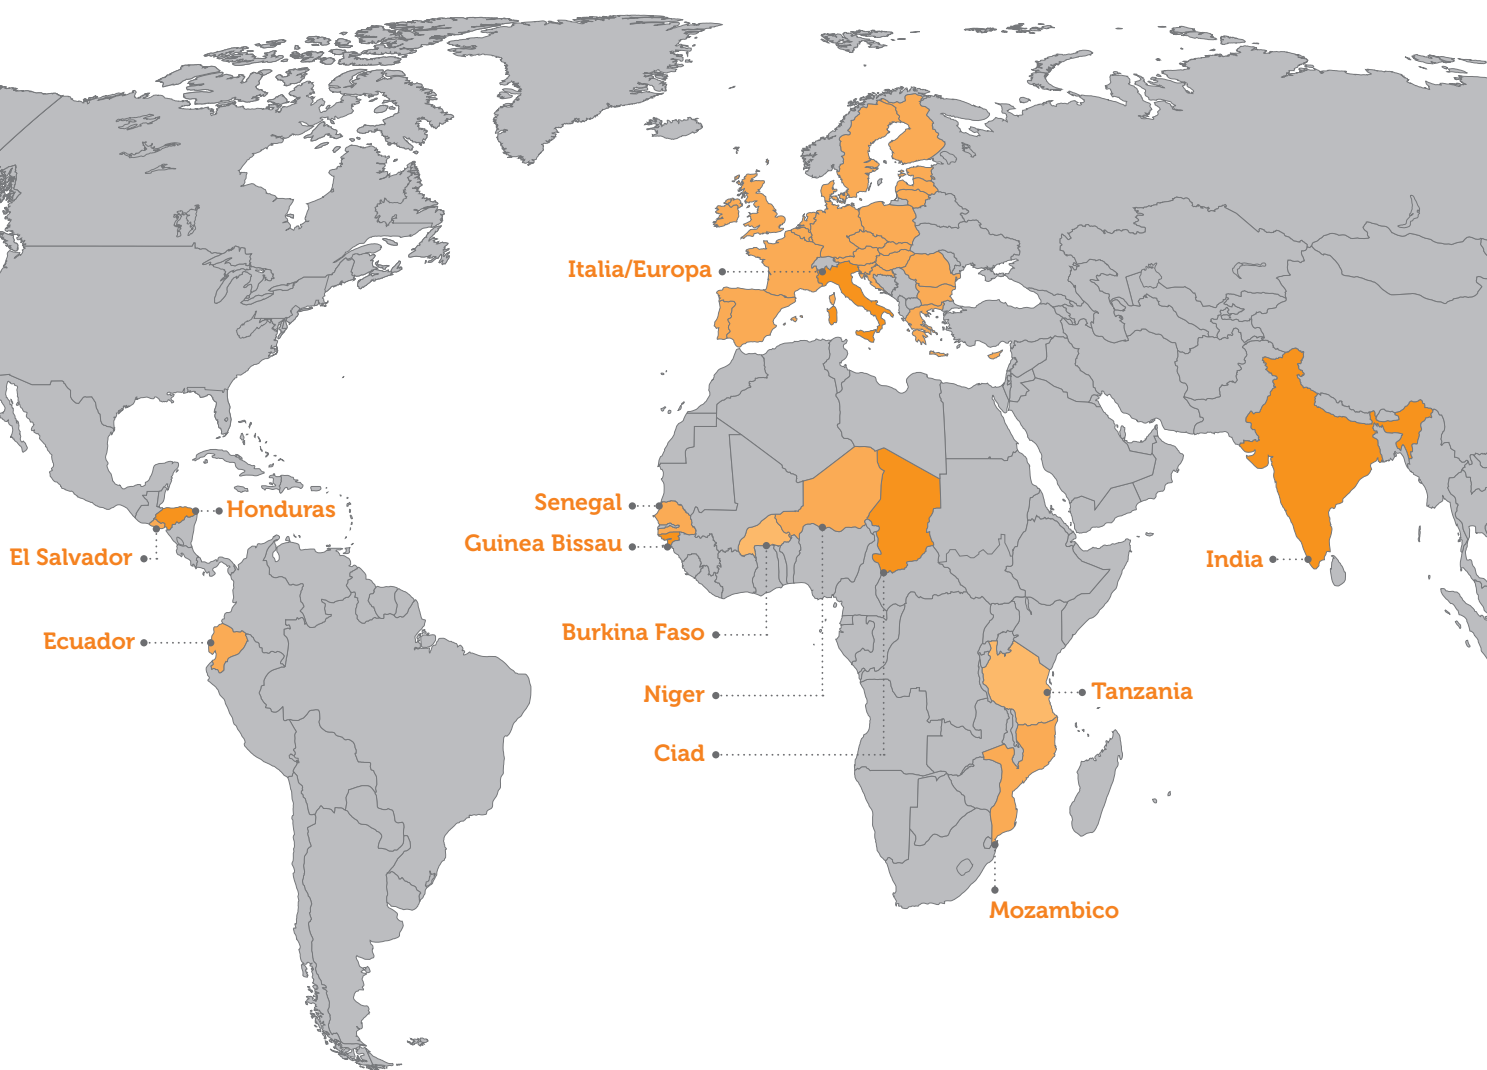 Italia/Europa
Senegal
Honduras
Guinea Bissau
El Salvador
India
Burkina Faso
Ecuador
Niger
Tanzania
Ciad
Mozambico